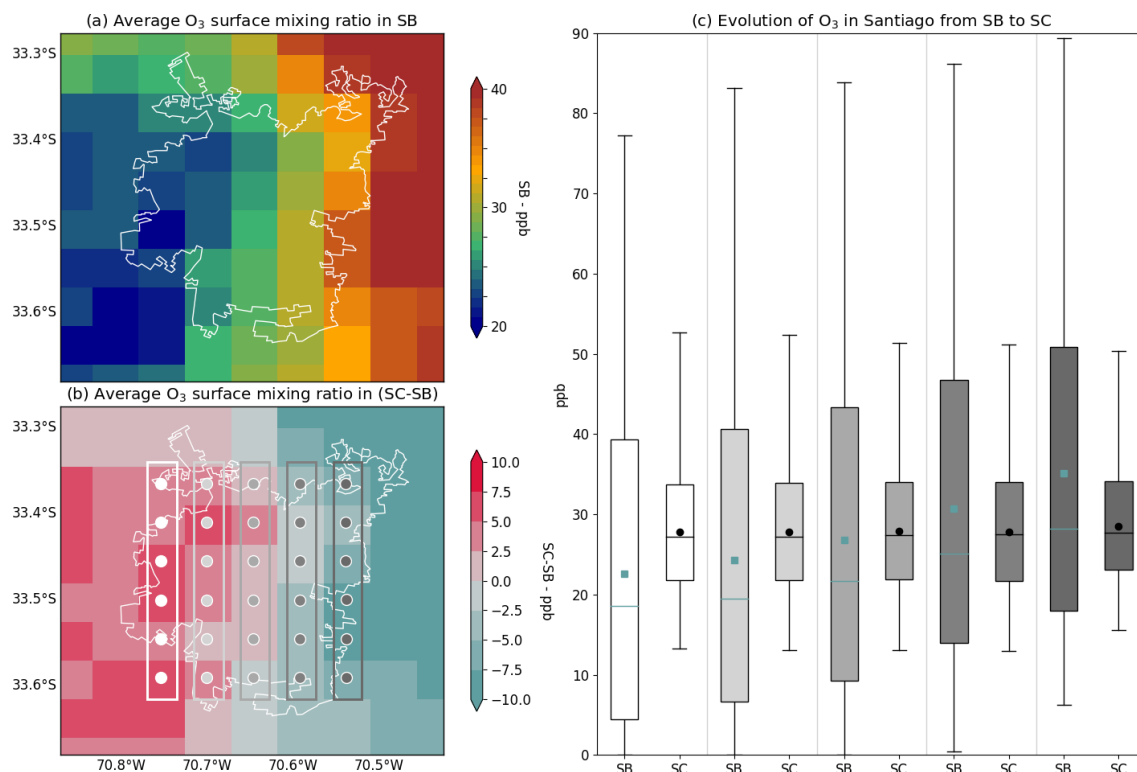 (a) Average O₃ surface mixing ratio in SB
33.3°S
33.4°S
33.5°S
33.6°S
40
30
20
SB - ppb
(b) Average O₃ surface mixing ratio in (SC-SB)
33.3°S
33.4°S
33.5°S
33.6°S
70.8°W 70.7°W 70.6°W 70.5°W
10.0
7.5
5.0
2.5
0.0
−2.5
−5.0
−7.5
−10.0
SC-SB - ppb
(c) Evolution of O₃ in Santiago from SB to SC
90
80
70
60
50
40
30
20
10
0
ppb
SB SC SB SC SB SC SB SC SB SC